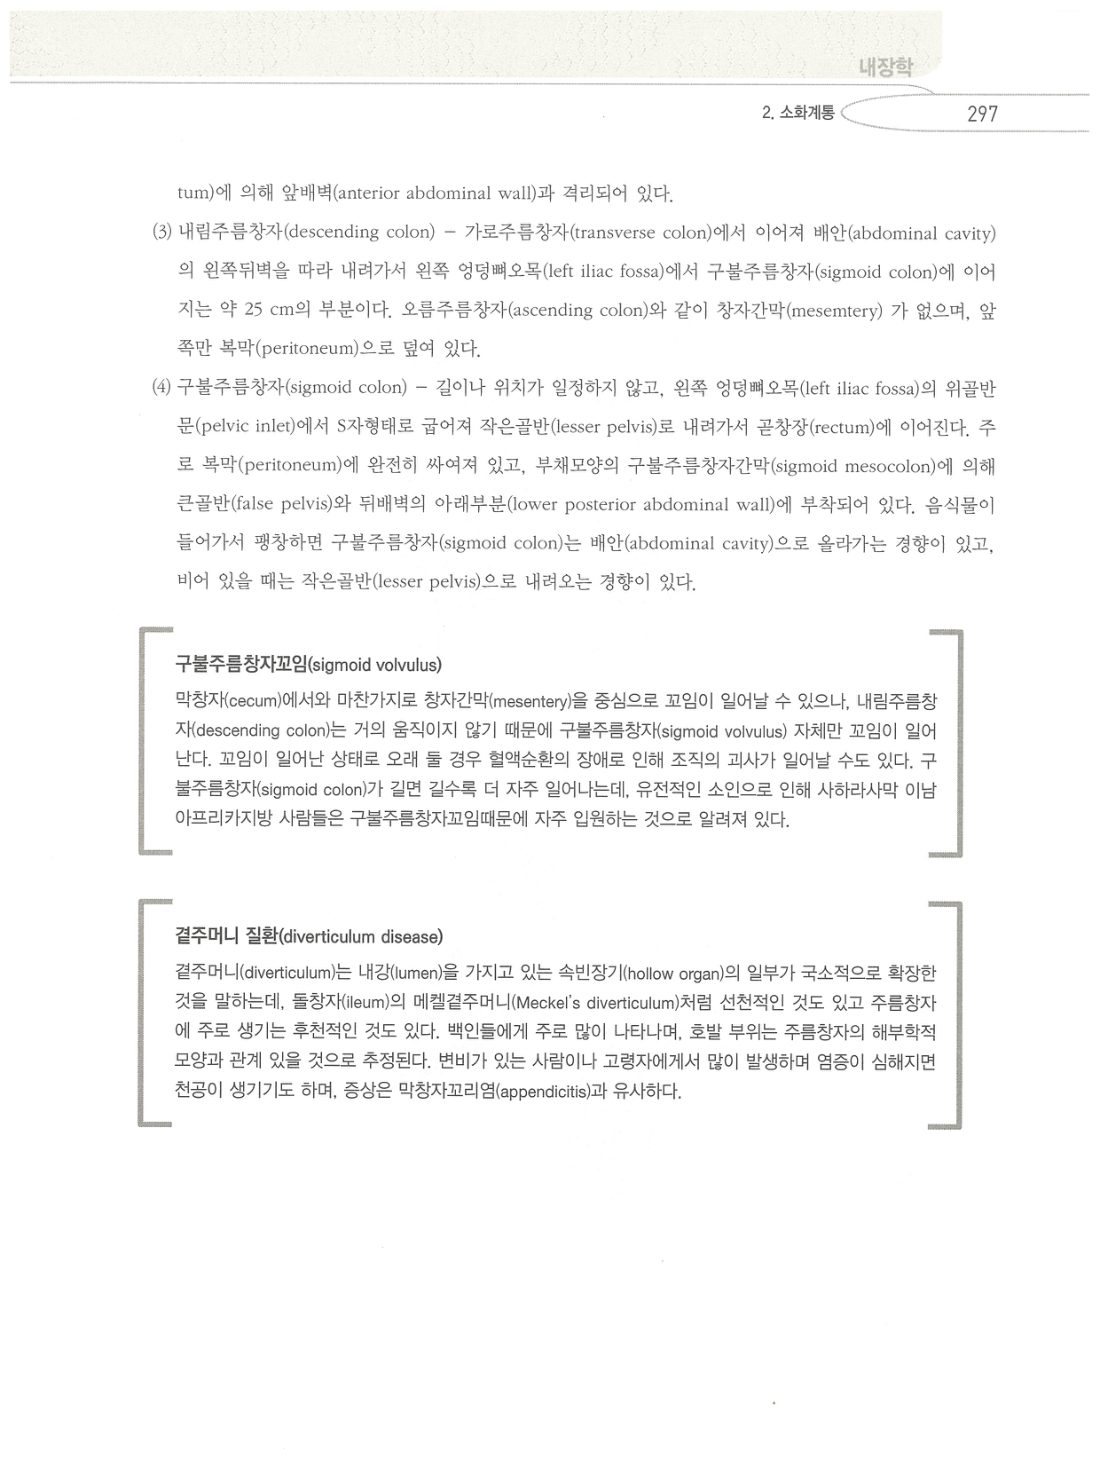 내장학
2. 소화계통
297
tum)에 의해 앞배벽(anterior abdominal wall)과 격리되어 있다.
(3) 내림주름창자(descending colon) – 가로주름창자(transverse colon)에서 이어져 배안(abdominal cavity)
의 왼쪽뒤벽을 따라 내려가서 왼쪽 엉덩뼈오목(left iliac fossa)에서 구불주름창자(sigmoid colon)에 이어
지는 약 25 cm의 부분이다. 오름주름창자(ascending colon)와 같이 창자간막(mesemtery) 가 없으며, 앞
쪽만 복막(peritoneum)으로 덮여 있다.
(4) 구불주름창자(sigmoid colon) – 길이나 위치가 일정하지 않고, 왼쪽 엉덩뼈오목(left iliac fossa)의 위골반
문(pelvic inlet)에서 S자형태로 굽어져 작은골반(lesser pelvis)로 내려가서 곧창장(rectum)에 이어진다. 주
로 복막(peritoneum)에 완전히 싸여져 있고, 부채모양의 구불주름창자간막(sigmoid mesocolon)에 의해
큰골반(false pelvis)와 뒤배벽의 아래부분(lower posterior abdominal wall)에 부착되어 있다. 음식물이
들어가서 팽창하면 구불주름창자(sigmoid colon)는 배안(abdominal cavity)으로 올라가는 경향이 있고,
비어 있을 때는 작은골반(lesser pelvis)으로 내려오는 경향이 있다.
구불주름창자꼬임(sigmoid volvulus)
막창자(cecum)에서와 마찬가지로 창자간막(mesentery)을 중심으로 꼬임이 일어날 수 있으나, 내림주름창
자(descending colon)는 거의 움직이지 않기 때문에 구불주름창자(sigmoid volvulus) 자체만 꼬임이 일어
난다. 꼬임이 일어난 상태로 오래 둘 경우 혈액순환의 장애로 인해 조직의 괴사가 일어날 수도 있다. 구
불주름창자(sigmoid colon)가 길면 길수록 더 자주 일어나는데, 유전적인 소인으로 인해 사하라사막 이남
아프리카지방 사람들은 구불주름창자꼬임때문에 자주 입원하는 것으로 알려져 있다.
곁주머니 질환(diverticulum disease)
곁주머니(diverticulum)는 내강(lumen)을 가지고 있는 속빈장기(hollow organ)의 일부가 국소적으로 확장한
것을 말하는데, 돌창자(ileum)의 메켈곁주머니(Meckel's diverticulum)처럼 선천적인 것도 있고 주름창자
에 주로 생기는 후천적인 것도 있다. 백인들에게 주로 많이 나타나며, 호발 부위는 주름창자의 해부학적
모양과 관계 있을 것으로 추정된다. 변비가 있는 사람이나 고령자에게서 많이 발생하며 염증이 심해지면
천공이 생기기도 하며, 증상은 막창자꼬리염(appendicitis)과 유사하다.